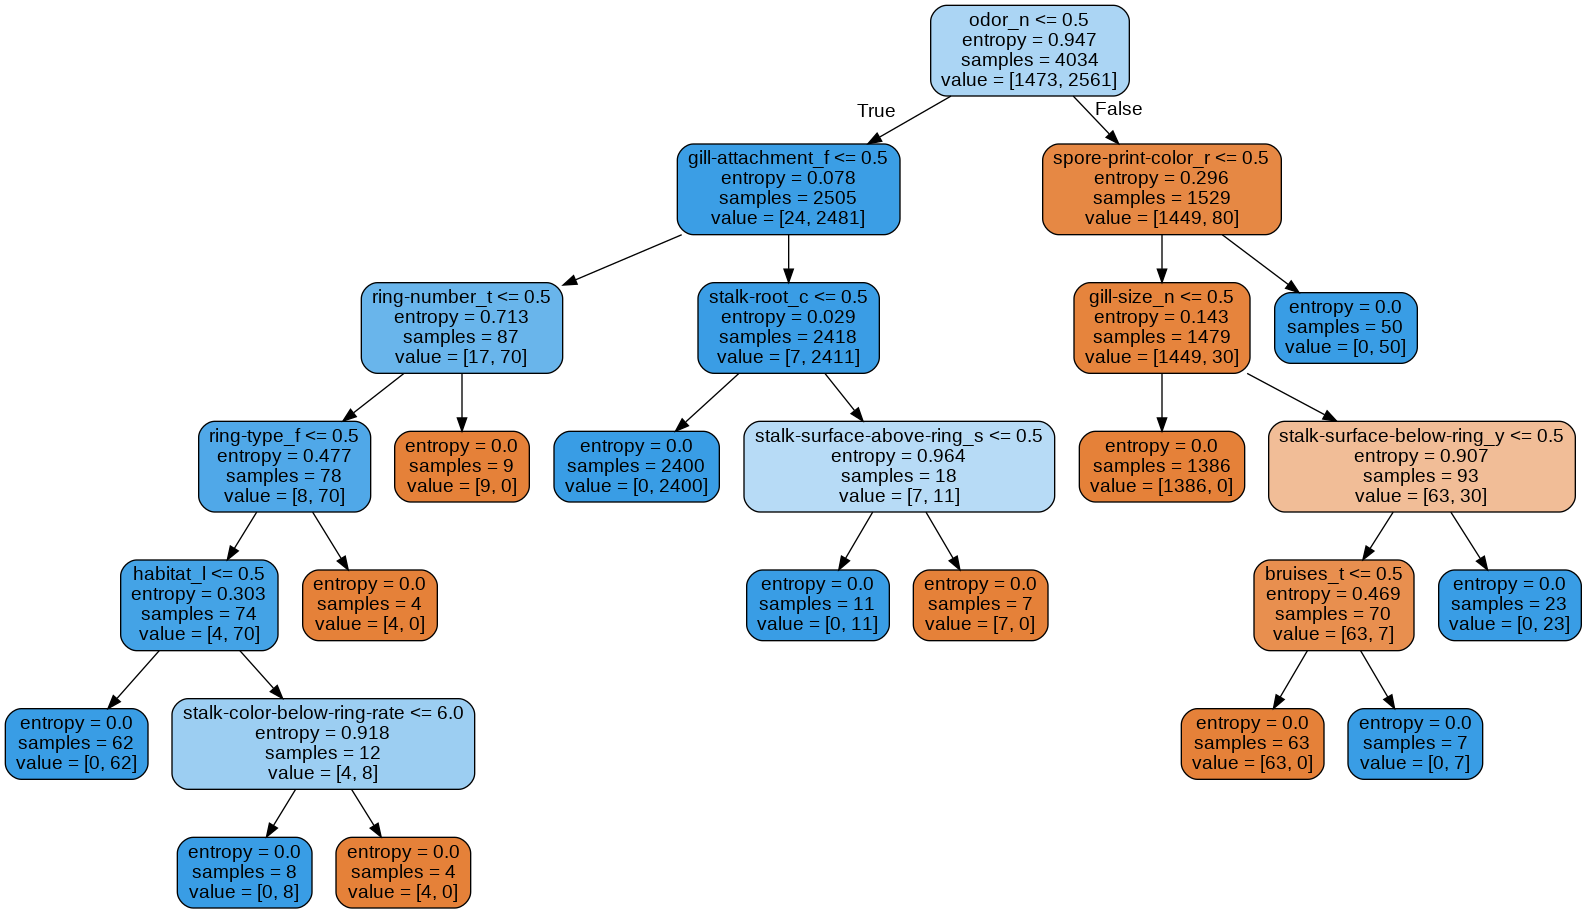 odor_n <= 0.5
entropy = 0.947
samples = 4034
value = [1473, 2561]
True
False
gill-attachment_f <= 0.5
entropy = 0.078
samples = 2505
value = [24, 2481]
spore-print-color_r <= 0.5
entropy = 0.296
samples = 1529
value = [1449, 80]
ring-number_t <= 0.5
entropy = 0.713
samples = 87
value = [17, 70]
stalk-root_c <= 0.5
entropy = 0.029
samples = 2418
value = [7, 2411]
gill-size_n <= 0.5
entropy = 0.143
samples = 1479
value = [1449, 30]
entropy = 0.0
samples = 50
value = [0, 50]
ring-type_f <= 0.5
entropy = 0.477
samples = 78
value = [8, 70]
entropy = 0.0
samples = 9
value = [9, 0]
entropy = 0.0
samples = 2400
value = [0, 2400]
stalk-surface-above-ring_s <= 0.5
entropy = 0.964
samples = 18
value = [7, 11]
entropy = 0.0
samples = 1386
value = [1386, 0]
stalk-surface-below-ring_y <= 0.5
entropy = 0.907
samples = 93
value = [63, 30]
habitat_l <= 0.5
entropy = 0.303
samples = 74
value = [4, 70]
entropy = 0.0
samples = 4
value = [4, 0]
entropy = 0.0
samples = 11
value = [0, 11]
entropy = 0.0
samples = 7
value = [7, 0]
bruises_t <= 0.5
entropy = 0.469
samples = 70
value = [63, 7]
entropy = 0.0
samples = 23
value = [0, 23]
entropy = 0.0
samples = 62
value = [0, 62]
stalk-color-below-ring-rate <= 6.0
entropy = 0.918
samples = 12
value = [4, 8]
entropy = 0.0
samples = 63
value = [63, 0]
entropy = 0.0
samples = 7
value = [0, 7]
entropy = 0.0
samples = 8
value = [0, 8]
entropy = 0.0
samples = 4
value = [4, 0]